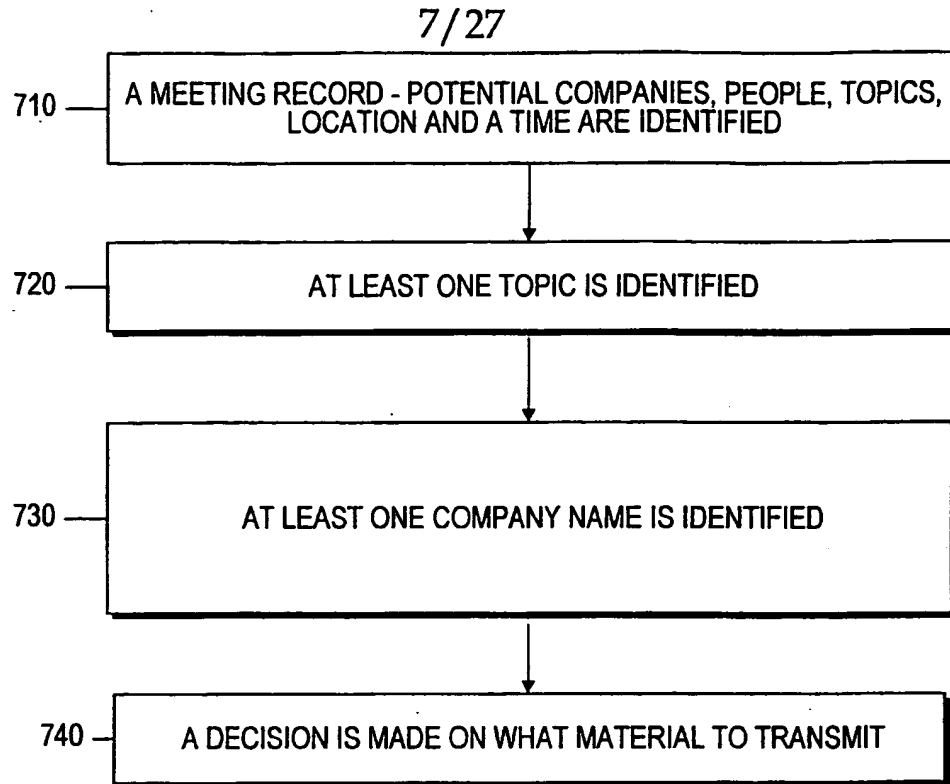 7/27
710
A MEETING RECORD - POTENTIAL COMPANIES, PEOPLE, TOPICS,
LOCATION AND A TIME ARE IDENTIFIED
720
AT LEAST ONE TOPIC IS IDENTIFIED
730
AT LEAST ONE COMPANY NAME IS IDENTIFIED
740
A DECISION IS MADE ON WHAT MATERIAL TO TRANSMIT